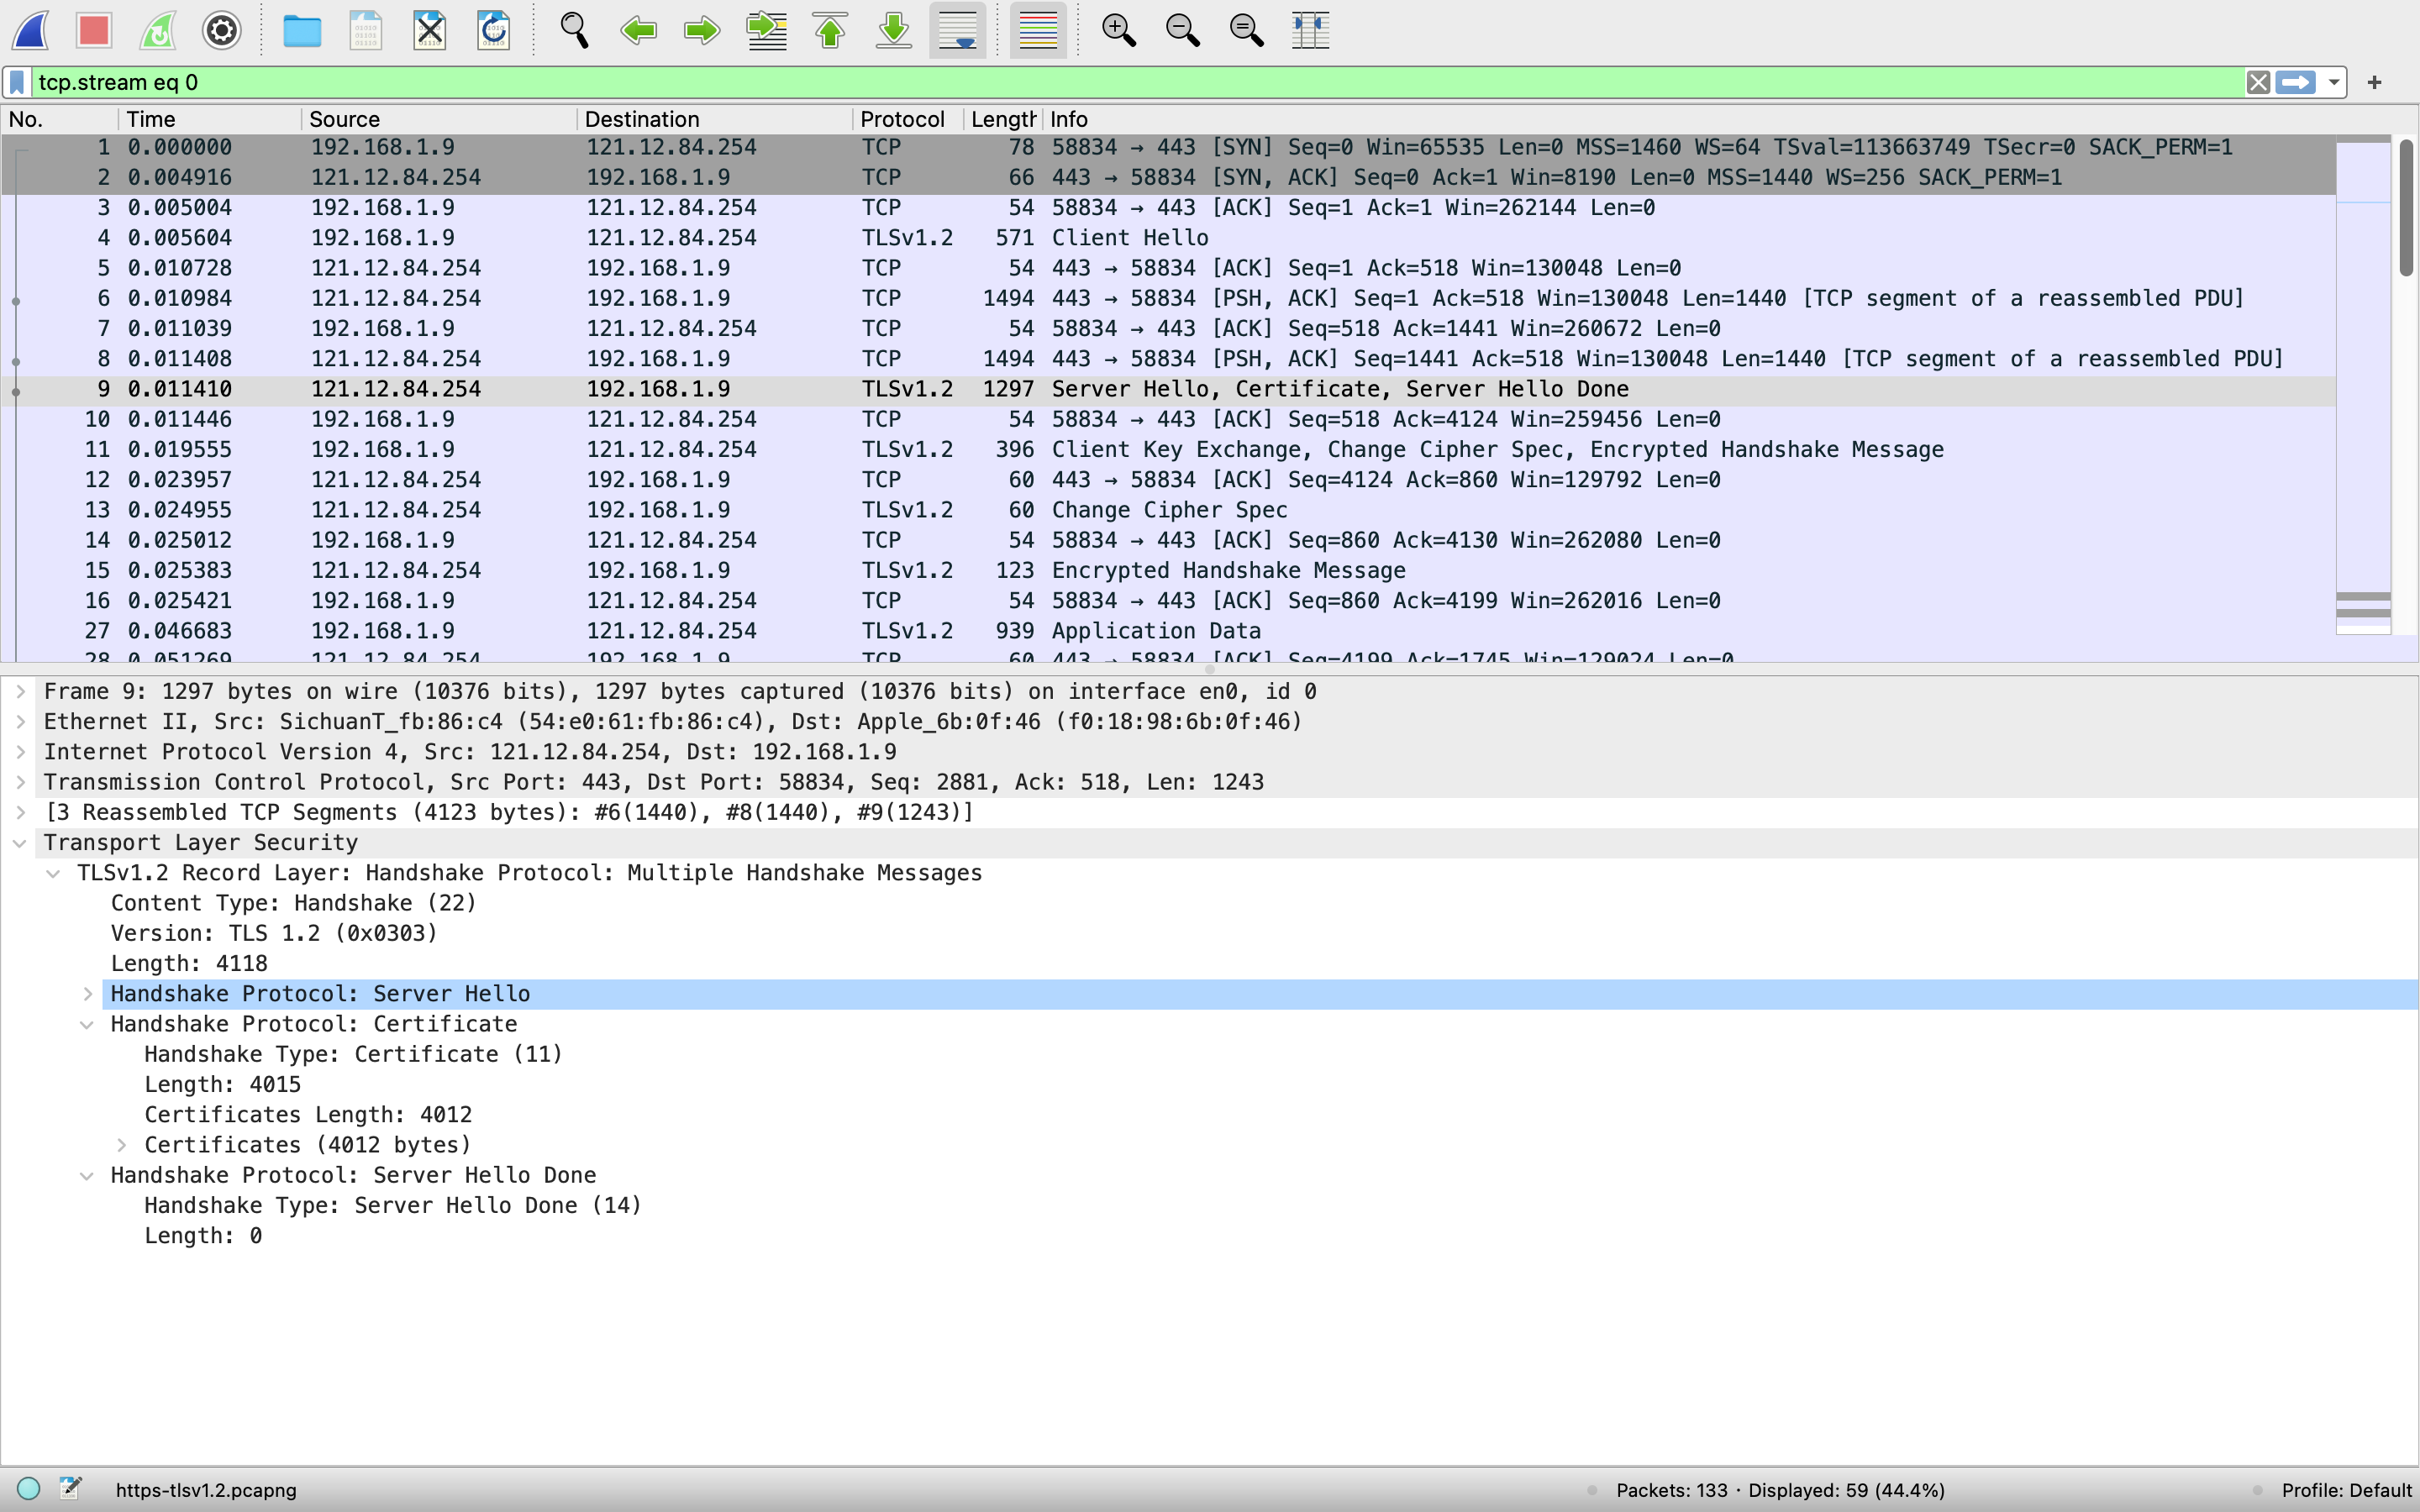 tcp.stream eq 0
No. Time Source Destination Protocol Length Info
1 0.000000 192.168.1.9 121.12.84.254 TCP 78 58834 → 443 [SYN] Seq=0 Win=65535 Len=0 MSS=1460 WS=64 TSval=113663749 TSecr=0 SACK_PERM=1
2 0.004916 121.12.84.254 192.168.1.9 TCP 66 443 → 58834 [SYN, ACK] Seq=0 Ack=1 Win=8190 Len=0 MSS=1440 WS=256 SACK_PERM=1
3 0.005004 192.168.1.9 121.12.84.254 TCP 54 58834 → 443 [ACK] Seq=1 Ack=1 Win=262144 Len=0
4 0.005604 192.168.1.9 121.12.84.254 TLSv1.2 571 Client Hello
5 0.010728 121.12.84.254 192.168.1.9 TCP 54 443 → 58834 [ACK] Seq=1 Ack=518 Win=130048 Len=0
6 0.010984 121.12.84.254 192.168.1.9 TCP 1494 443 → 58834 [PSH, ACK] Seq=1 Ack=518 Win=130048 Len=1440 [TCP segment of a reassembled PDU]
7 0.011039 192.168.1.9 121.12.84.254 TCP 54 58834 → 443 [ACK] Seq=518 Ack=1441 Win=260672 Len=0
8 0.011408 121.12.84.254 192.168.1.9 TCP 1494 443 → 58834 [PSH, ACK] Seq=1441 Ack=518 Win=130048 Len=1440 [TCP segment of a reassembled PDU]
9 0.011410 121.12.84.254 192.168.1.9 TLSv1.2 1297 Server Hello, Certificate, Server Hello Done
10 0.011446 192.168.1.9 121.12.84.254 TCP 54 58834 → 443 [ACK] Seq=518 Ack=4124 Win=259456 Len=0
11 0.019555 192.168.1.9 121.12.84.254 TLSv1.2 396 Client Key Exchange, Change Cipher Spec, Encrypted Handshake Message
12 0.023957 121.12.84.254 192.168.1.9 TCP 60 443 → 58834 [ACK] Seq=4124 Ack=860 Win=129792 Len=0
13 0.024955 121.12.84.254 192.168.1.9 TLSv1.2 60 Change Cipher Spec
14 0.025012 192.168.1.9 121.12.84.254 TCP 54 58834 → 443 [ACK] Seq=860 Ack=4130 Win=262080 Len=0
15 0.025383 121.12.84.254 192.168.1.9 TLSv1.2 123 Encrypted Handshake Message
16 0.025421 192.168.1.9 121.12.84.254 TCP 54 58834 → 443 [ACK] Seq=860 Ack=4199 Win=262016 Len=0
27 0.046683 192.168.1.9 121.12.84.254 TLSv1.2 939 Application Data
28 0.051269 121.12.84.254 192.168.1.9 TCP 60 443 → 58834 [ACK] Seq=4199 Ack=1745 Win=129024 Len=0
Frame 9: 1297 bytes on wire (10376 bits), 1297 bytes captured (10376 bits) on interface en0, id 0
Ethernet II, Src: SichuanT_fb:86:c4 (54:e0:61:fb:86:c4), Dst: Apple_6b:0f:46 (f0:18:98:6b:0f:46)
Internet Protocol Version 4, Src: 121.12.84.254, Dst: 192.168.1.9
Transmission Control Protocol, Src Port: 443, Dst Port: 58834, Seq: 2881, Ack: 518, Len: 1243
[3 Reassembled TCP Segments (4123 bytes): #6(1440), #8(1440), #9(1243)]
Transport Layer Security
TLSv1.2 Record Layer: Handshake Protocol: Multiple Handshake Messages
Content Type: Handshake (22)
Version: TLS 1.2 (0x0303)
Length: 4118
Handshake Protocol: Server Hello
Handshake Protocol: Certificate
Handshake Type: Certificate (11)
Length: 4015
Certificates Length: 4012
Certificates (4012 bytes)
Handshake Protocol: Server Hello Done
Handshake Type: Server Hello Done (14)
Length: 0
https-tlsv1.2.pcapng
Packets: 133 · Displayed: 59 (44.4%)
Profile: Default